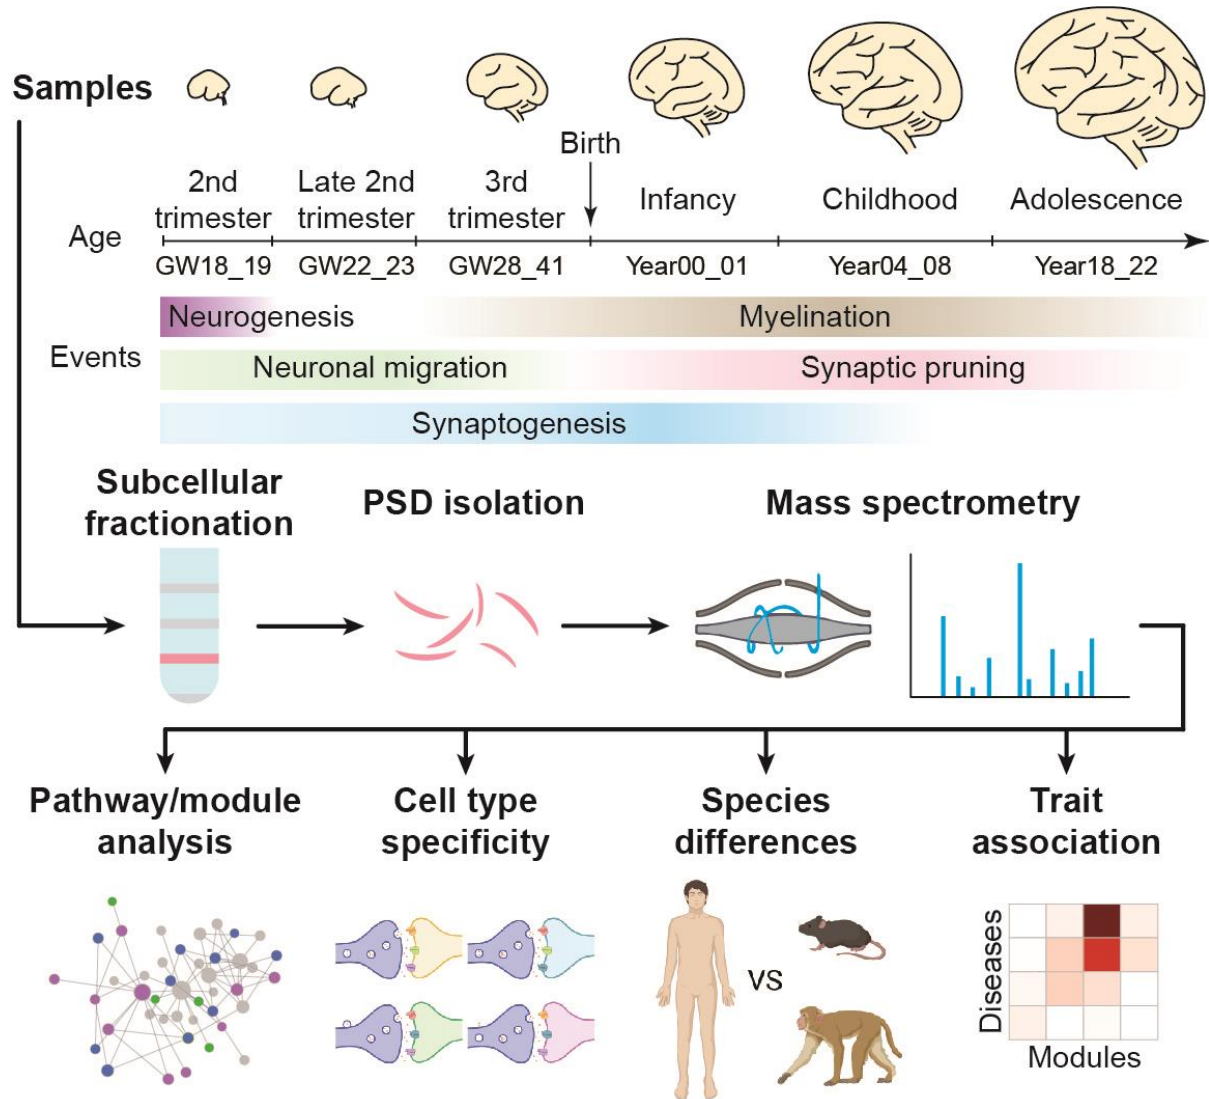 Samples
Birth
2nd
trimester
Late 2nd
trimester
3rd
trimester
Infancy
Childhood
Adolescence
Age
GW18_19
GW22_23
GW28_41
Year00_01
Year04_08
Year18_22
Events
Neurogenesis
Myelination
Neuronal migration
Synaptic pruning
Synaptogenesis
Subcellular
fractionation
PSD isolation
Mass spectrometry
Pathway/module
analysis
Cell type
specificity
Species
differences
Trait
association
VS
Diseases
Modules